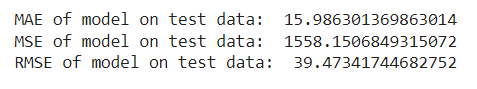 MAE of model on test data:  15.986301369863014
MSE of model on test data:  1558.1506849315072
RMSE of model on test data:  39.47341744682752